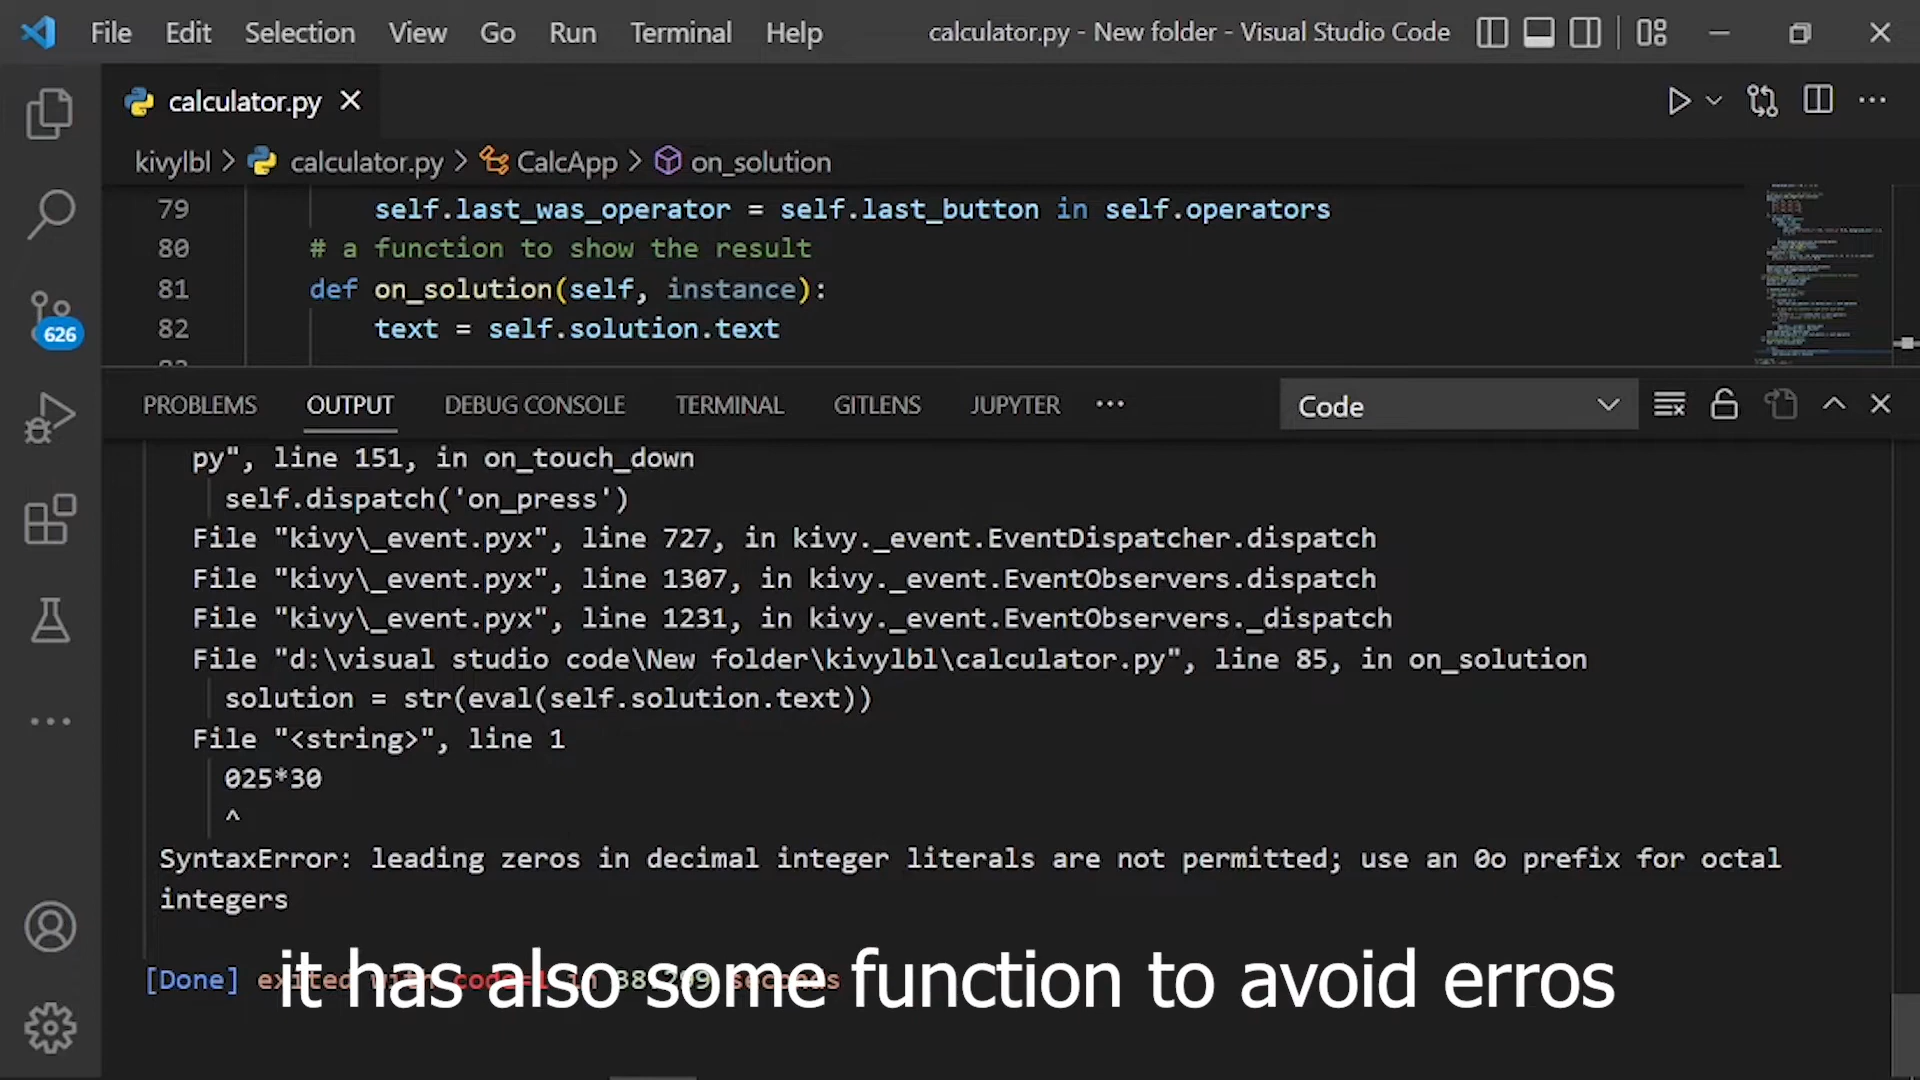 File Edit Selection View Go Run Terminal Help calculator.py - New folder - Visual Studio Code
calculator.py
kivylbl > calculator.py > CalcApp > on_solution
79 self.last_was_operator = self.last_button in self.operators
80 # a function to show the result
81 def on_solution(self, instance):
82 text = self.solution.text
626
PROBLEMS OUTPUT DEBUG CONSOLE TERMINAL GITLENS JUPYTER ··· Code
py", line 151, in on_touch_down
self.dispatch('on_press')
File "kivy\_event.pyx", line 727, in kivy._event.EventDispatcher.dispatch
File "kivy\_event.pyx", line 1307, in kivy._event.EventObservers.dispatch
File "kivy\_event.pyx", line 1231, in kivy._event.EventObservers._dispatch
File "d:\visual studio code\New folder\kivylbl\calculator.py", line 85, in on_solution
solution = str(eval(self.solution.text))
File "<string>", line 1
025*30
^
SyntaxError: leading zeros in decimal integer literals are not permitted; use an 0o prefix for octal
integers
[Done] exited with code=1 in seconds
it has also some function to avoid erros